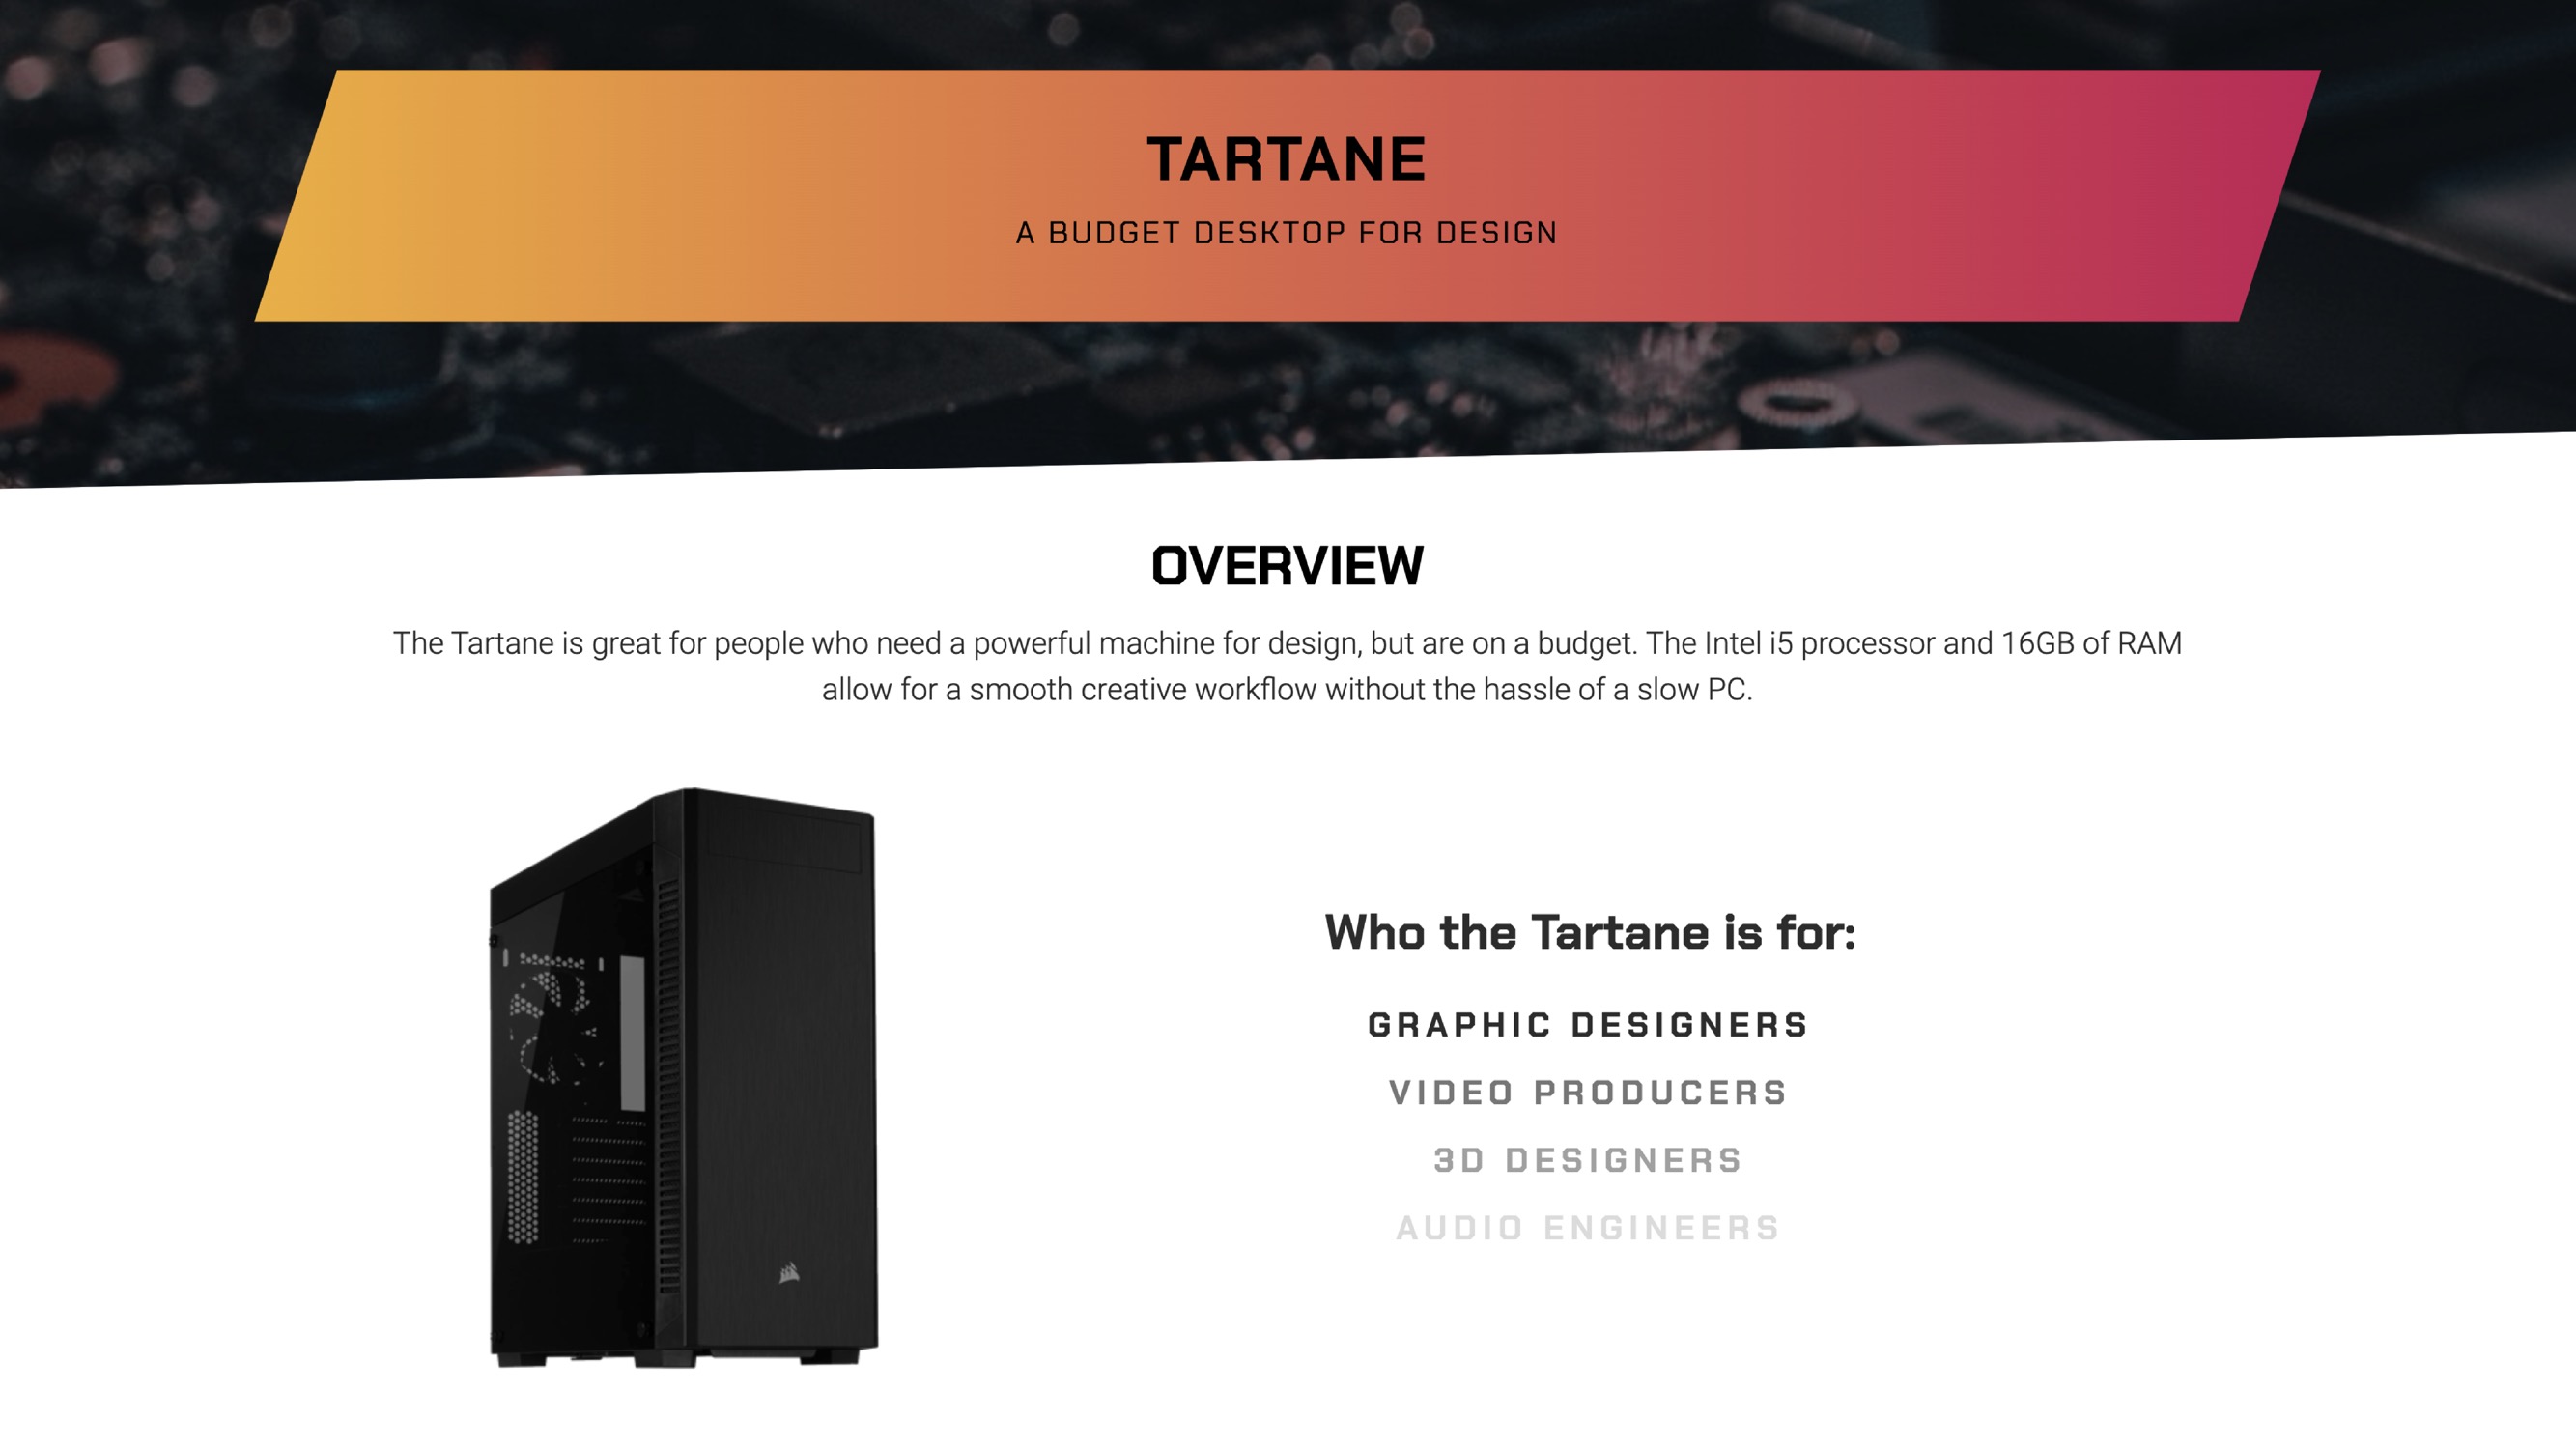 TARTANE
A BUDGET DESKTOP FOR DESIGN
OVERVIEW
The Tartane is great for people who need a powerful machine for design, but are on a budget. The Intel i5 processor and 16GB of RAM
allow for a smooth creative workflow without the hassle of a slow PC.
Who the Tartane is for:
GRAPHIC DESIGNERS
VIDEO PRODUCERS
3D DESIGNERS
AUDIO ENGINEERS